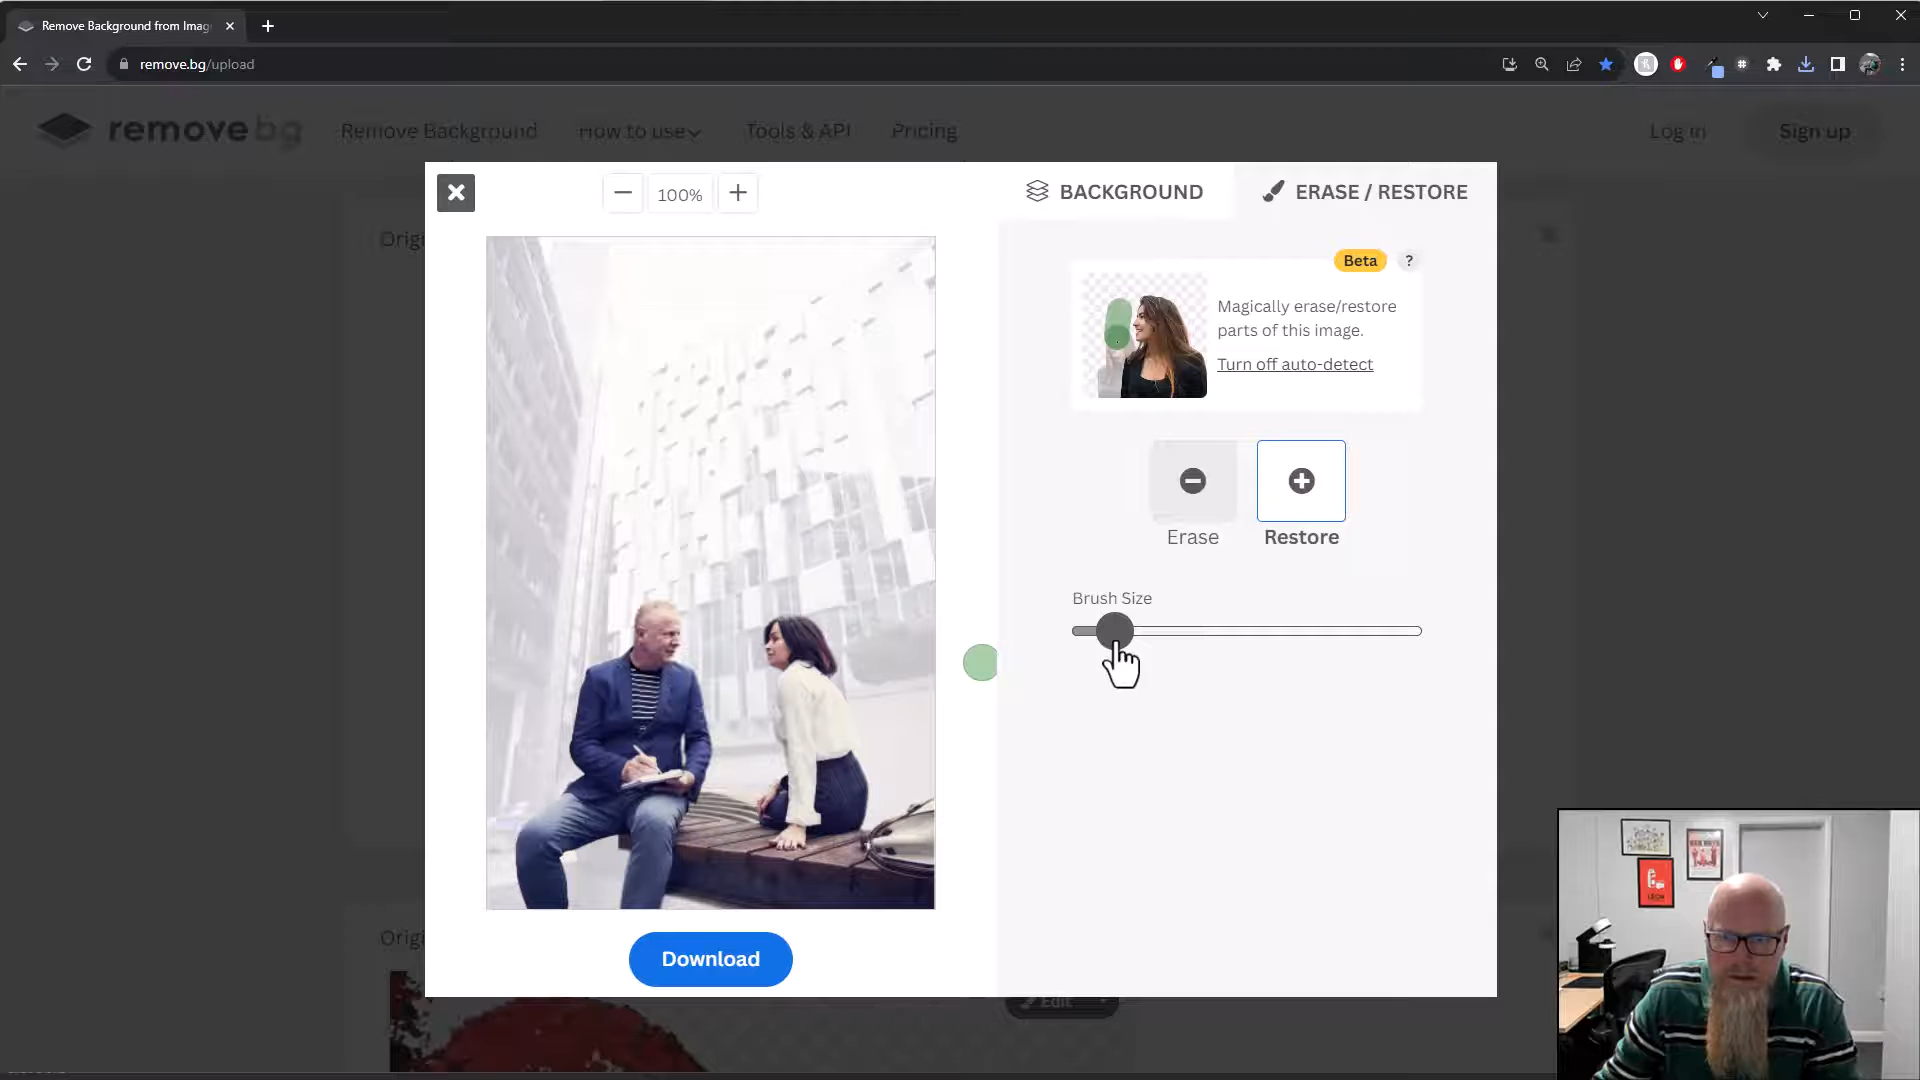 Remove Background from Imag
remove.bg/upload
remove bg
Remove Background
How to use
Tools & API
Pricing
Log in
Sign up
100%
BACKGROUND
ERASE / RESTORE
Beta
?
Magically erase/restore
parts of this image.
Turn off auto-detect
Erase
Restore
Brush Size
Download
Edit